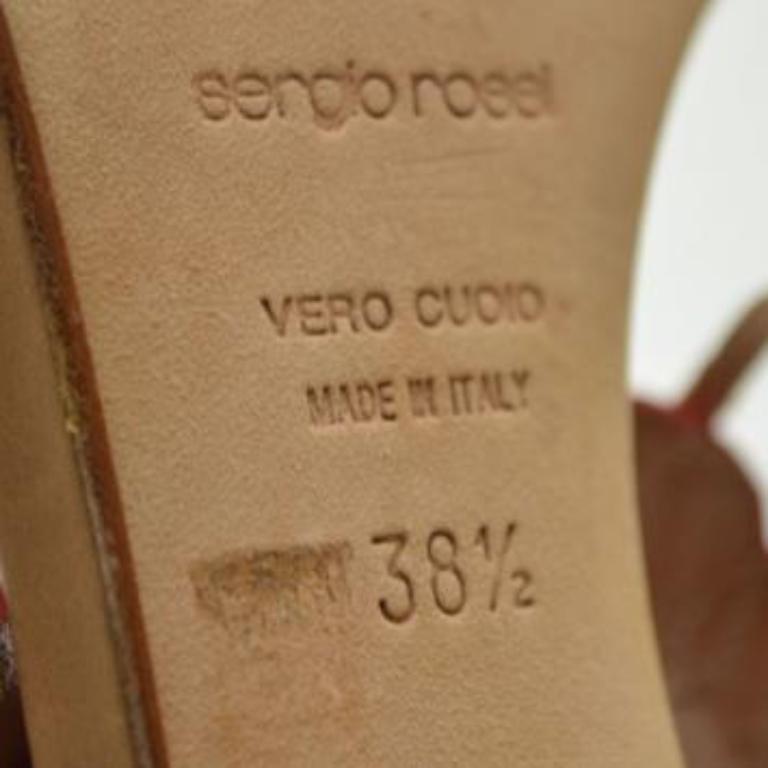 sergio rossi
VERO CUOIO
MADE IN ITALY
38½